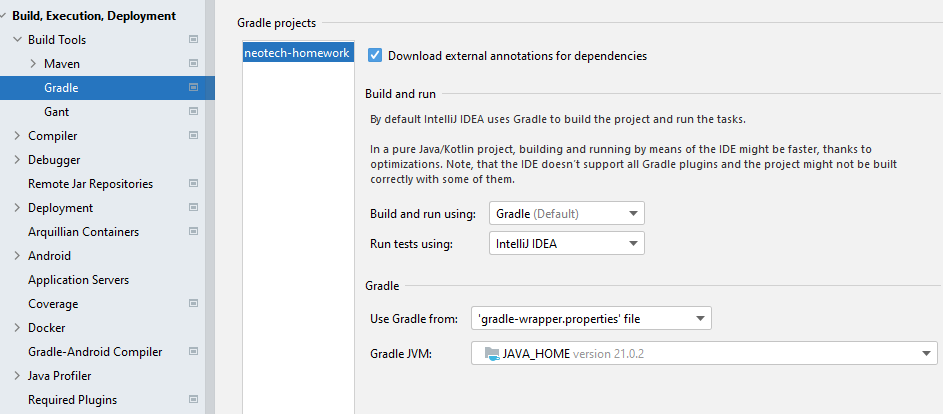 Build, Execution, Deployment
Build Tools
Maven
Gradle
Gant
Compiler
Debugger
Remote Jar Repositories
Deployment
Arquillian Containers
Android
Application Servers
Coverage
Docker
Gradle-Android Compiler
Java Profiler
Required Plugins
Gradle projects
neotech-homework
Download external annotations for dependencies
Build and run
By default IntelliJ IDEA uses Gradle to build the project and run the tasks.
In a pure Java/Kotlin project, building and running by means of the IDE might be faster, thanks to
optimizations. Note, that the IDE doesn't support all Gradle plugins and the project might not be built
correctly with some of them.
Build and run using: Gradle (Default)
Run tests using: IntelliJ IDEA
Gradle
Use Gradle from: 'gradle-wrapper.properties' file
Gradle JVM: JAVA_HOME version 21.0.2